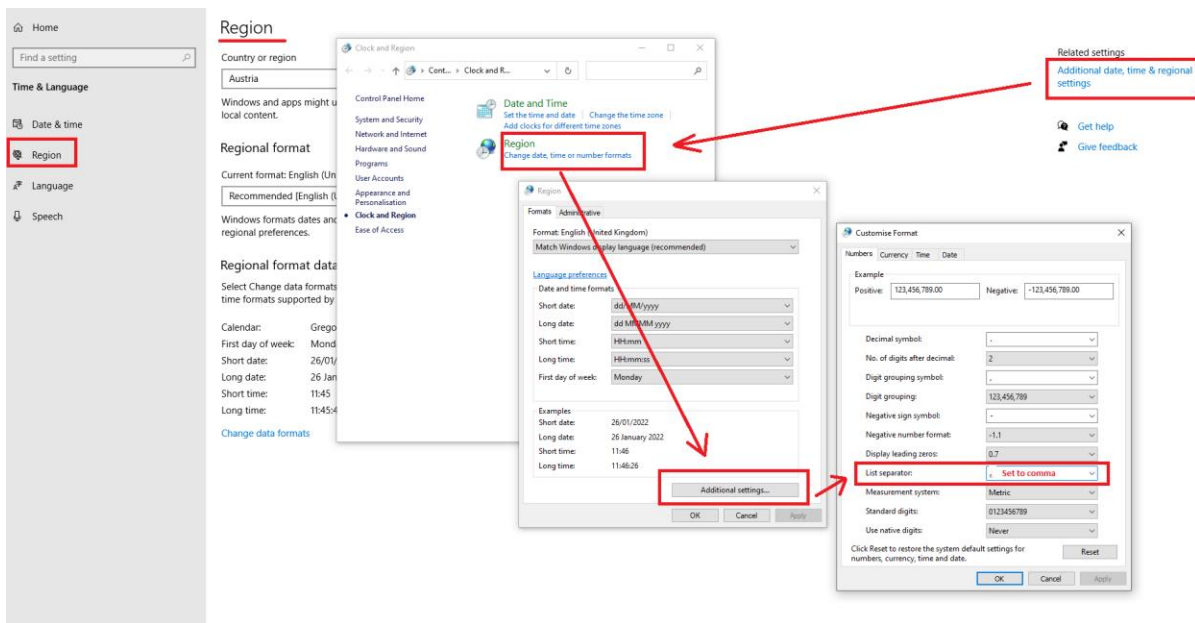 Home
Find a setting
Time & Language
Date & time
Region
Language
Speech
Region
Country or region
Austria
Windows and apps might u
local content.
Regional format
Current format: English (Un
Recommended [English (U
Windows formats dates and
regional preferences.
Regional format data
Select Change data formats
time formats supported by
Calendar: Grego
First day of week: Mond
Short date: 26/01/
Long date: 26 Jan
Short time: 11:45
Long time: 11:45:4
Change data formats
Clock and Region
Cont... > Clock and R...
Control Panel Home
System and Security
Network and Internet
Hardware and Sound
Programs
User Accounts
Appearance and
Personalisation
Clock and Region
Ease of Access
Date and Time
Set the time and date | Change the time zone
Add clocks for different time zones
Region
Change date, time or number formats
Region
Formats Administrative
Format: English (United Kingdom)
Match Windows display language (recommended)
Language preferences
Date and time formats
Short date: dd/MM/yyyy
Long date: dd MMMM yyyy
Short time: HH:mm
Long time: HH:mm:ss
First day of week: Monday
Examples
Short date: 26/01/2022
Long date: 26 January 2022
Short time: 11:46
Long time: 11:46:26
Additional settings...
OK Cancel Apply
Related settings
Additional date, time & regional
settings
Get help
Give feedback
Customise Format
Numbers Currency Time Date
Example
Positive: 123,456,789.00 Negative: -123,456,789.00
Decimal symbol: .
No. of digits after decimal: 2
Digit grouping symbol: ,
Digit grouping: 123,456,789
Negative sign symbol: -
Negative number format: -1.1
Display leading zeros: 0.7
List separator: , Set to comma
Measurement system: Metric
Standard digits: 0123456789
Use native digits: Never
Click Reset to restore the system default settings for
numbers, currency, time and date.
Reset
OK Cancel Apply